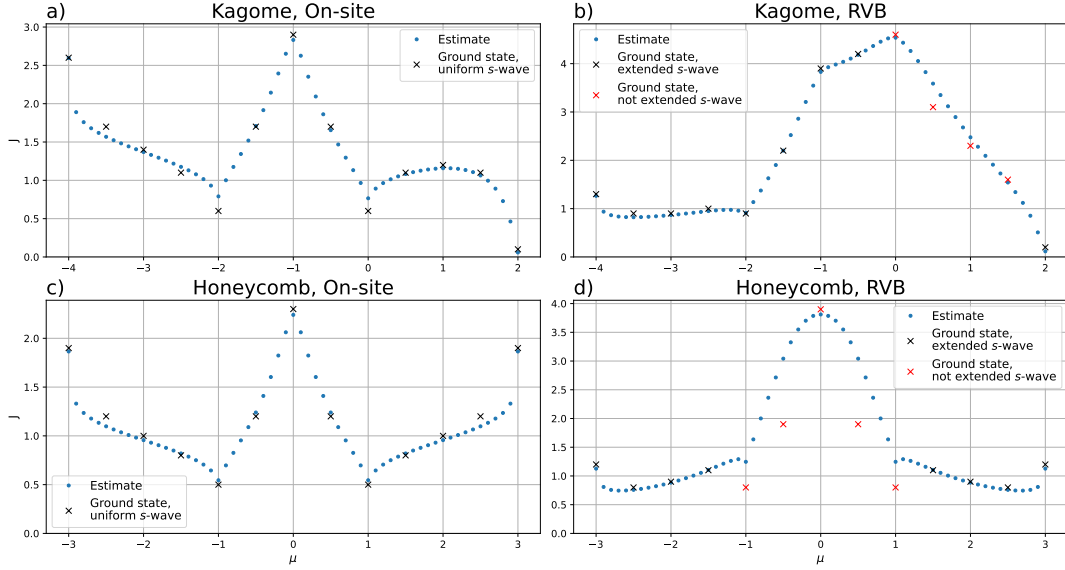 a) Kagome, On-site
3.0
2.5
2.0
1.5
1.0
0.5
0.0
J
Estimate
Ground state,
uniform s-wave
−4 −3 −2 −1 0 1 2
b) Kagome, RVB
4
3
2
1
0
Estimate
Ground state,
extended s-wave
Ground state,
not extended s-wave
−4 −3 −2 −1 0 1 2
c) Honeycomb, On-site
2.0
1.5
1.0
0.5
0.0
J
Estimate
Ground state,
uniform s-wave
−3 −2 −1 0 1 2 3
μ
d) Honeycomb, RVB
4.0
3.5
3.0
2.5
2.0
1.5
1.0
0.5
0.0
Estimate
Ground state,
extended s-wave
Ground state,
not extended s-wave
−3 −2 −1 0 1 2 3
μ